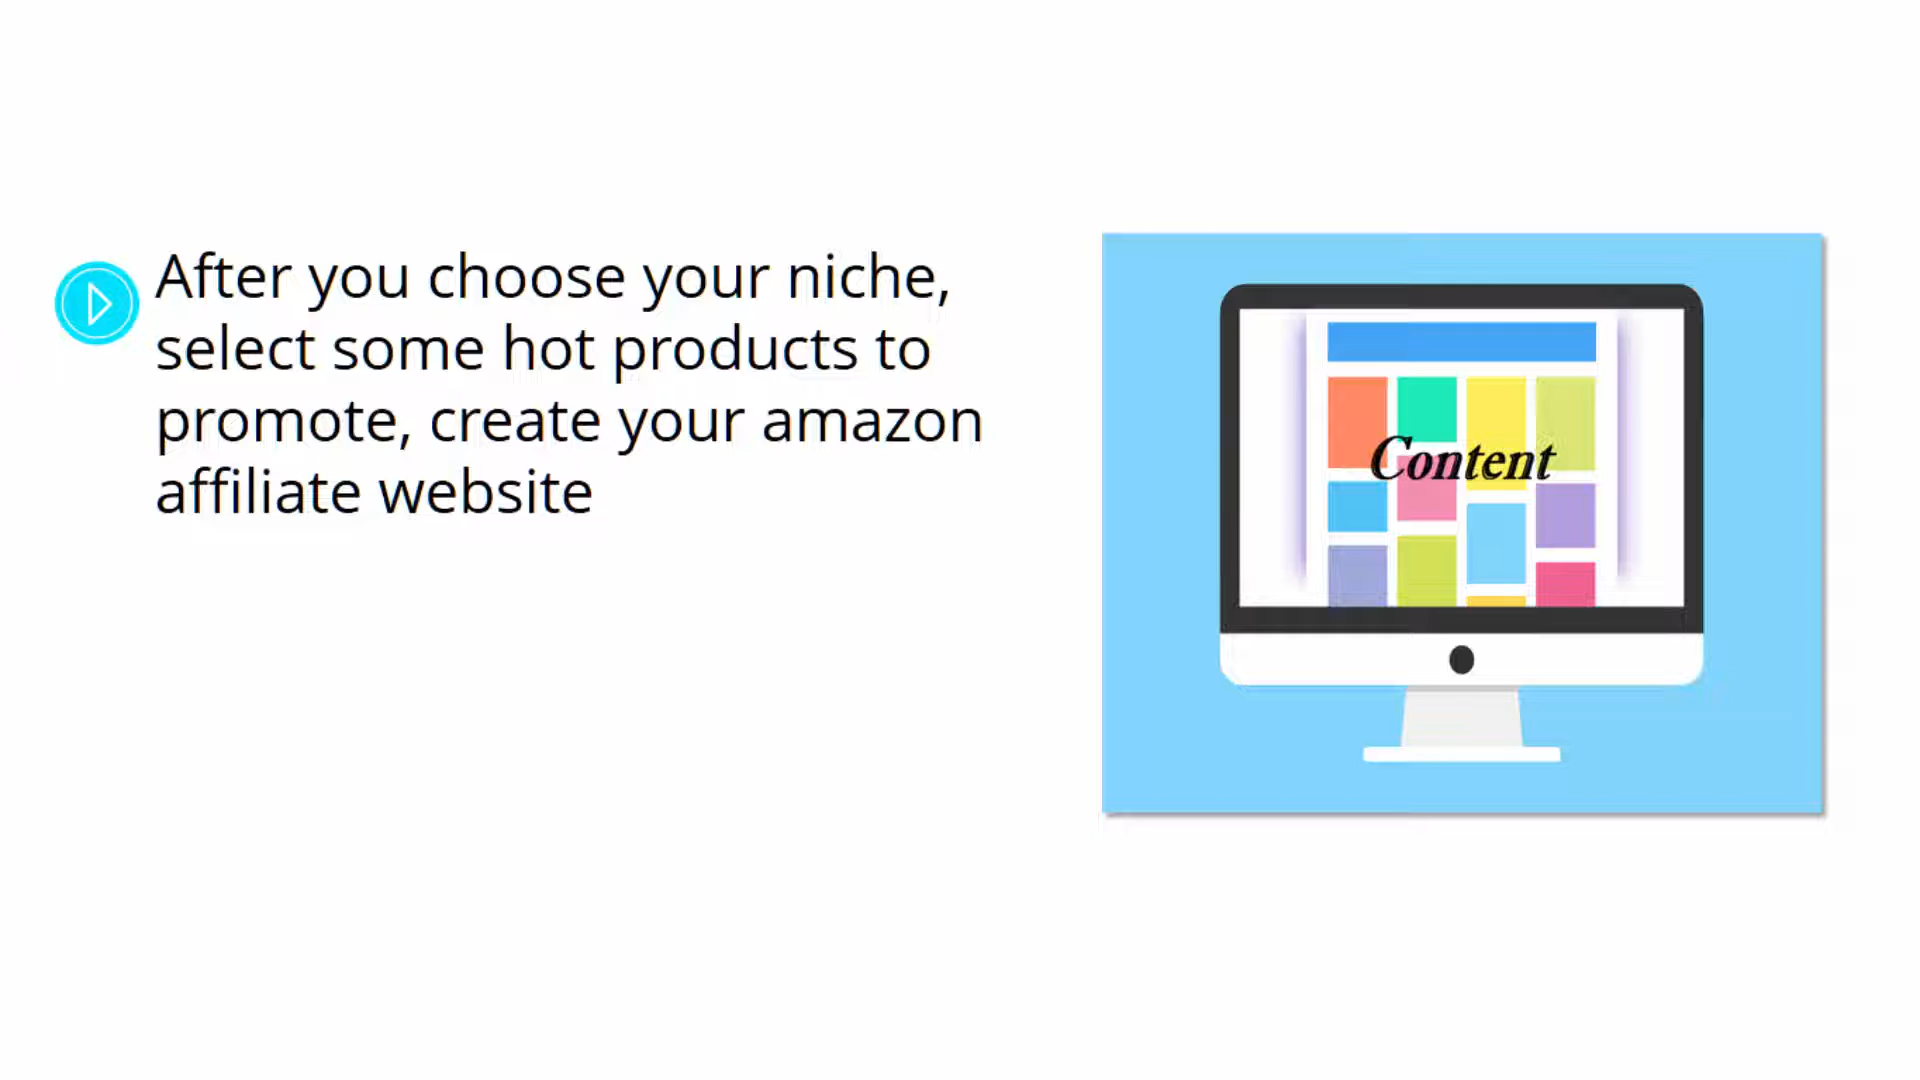 After you choose your niche,
select some hot products to
promote, create your amazon
affiliate website
Content